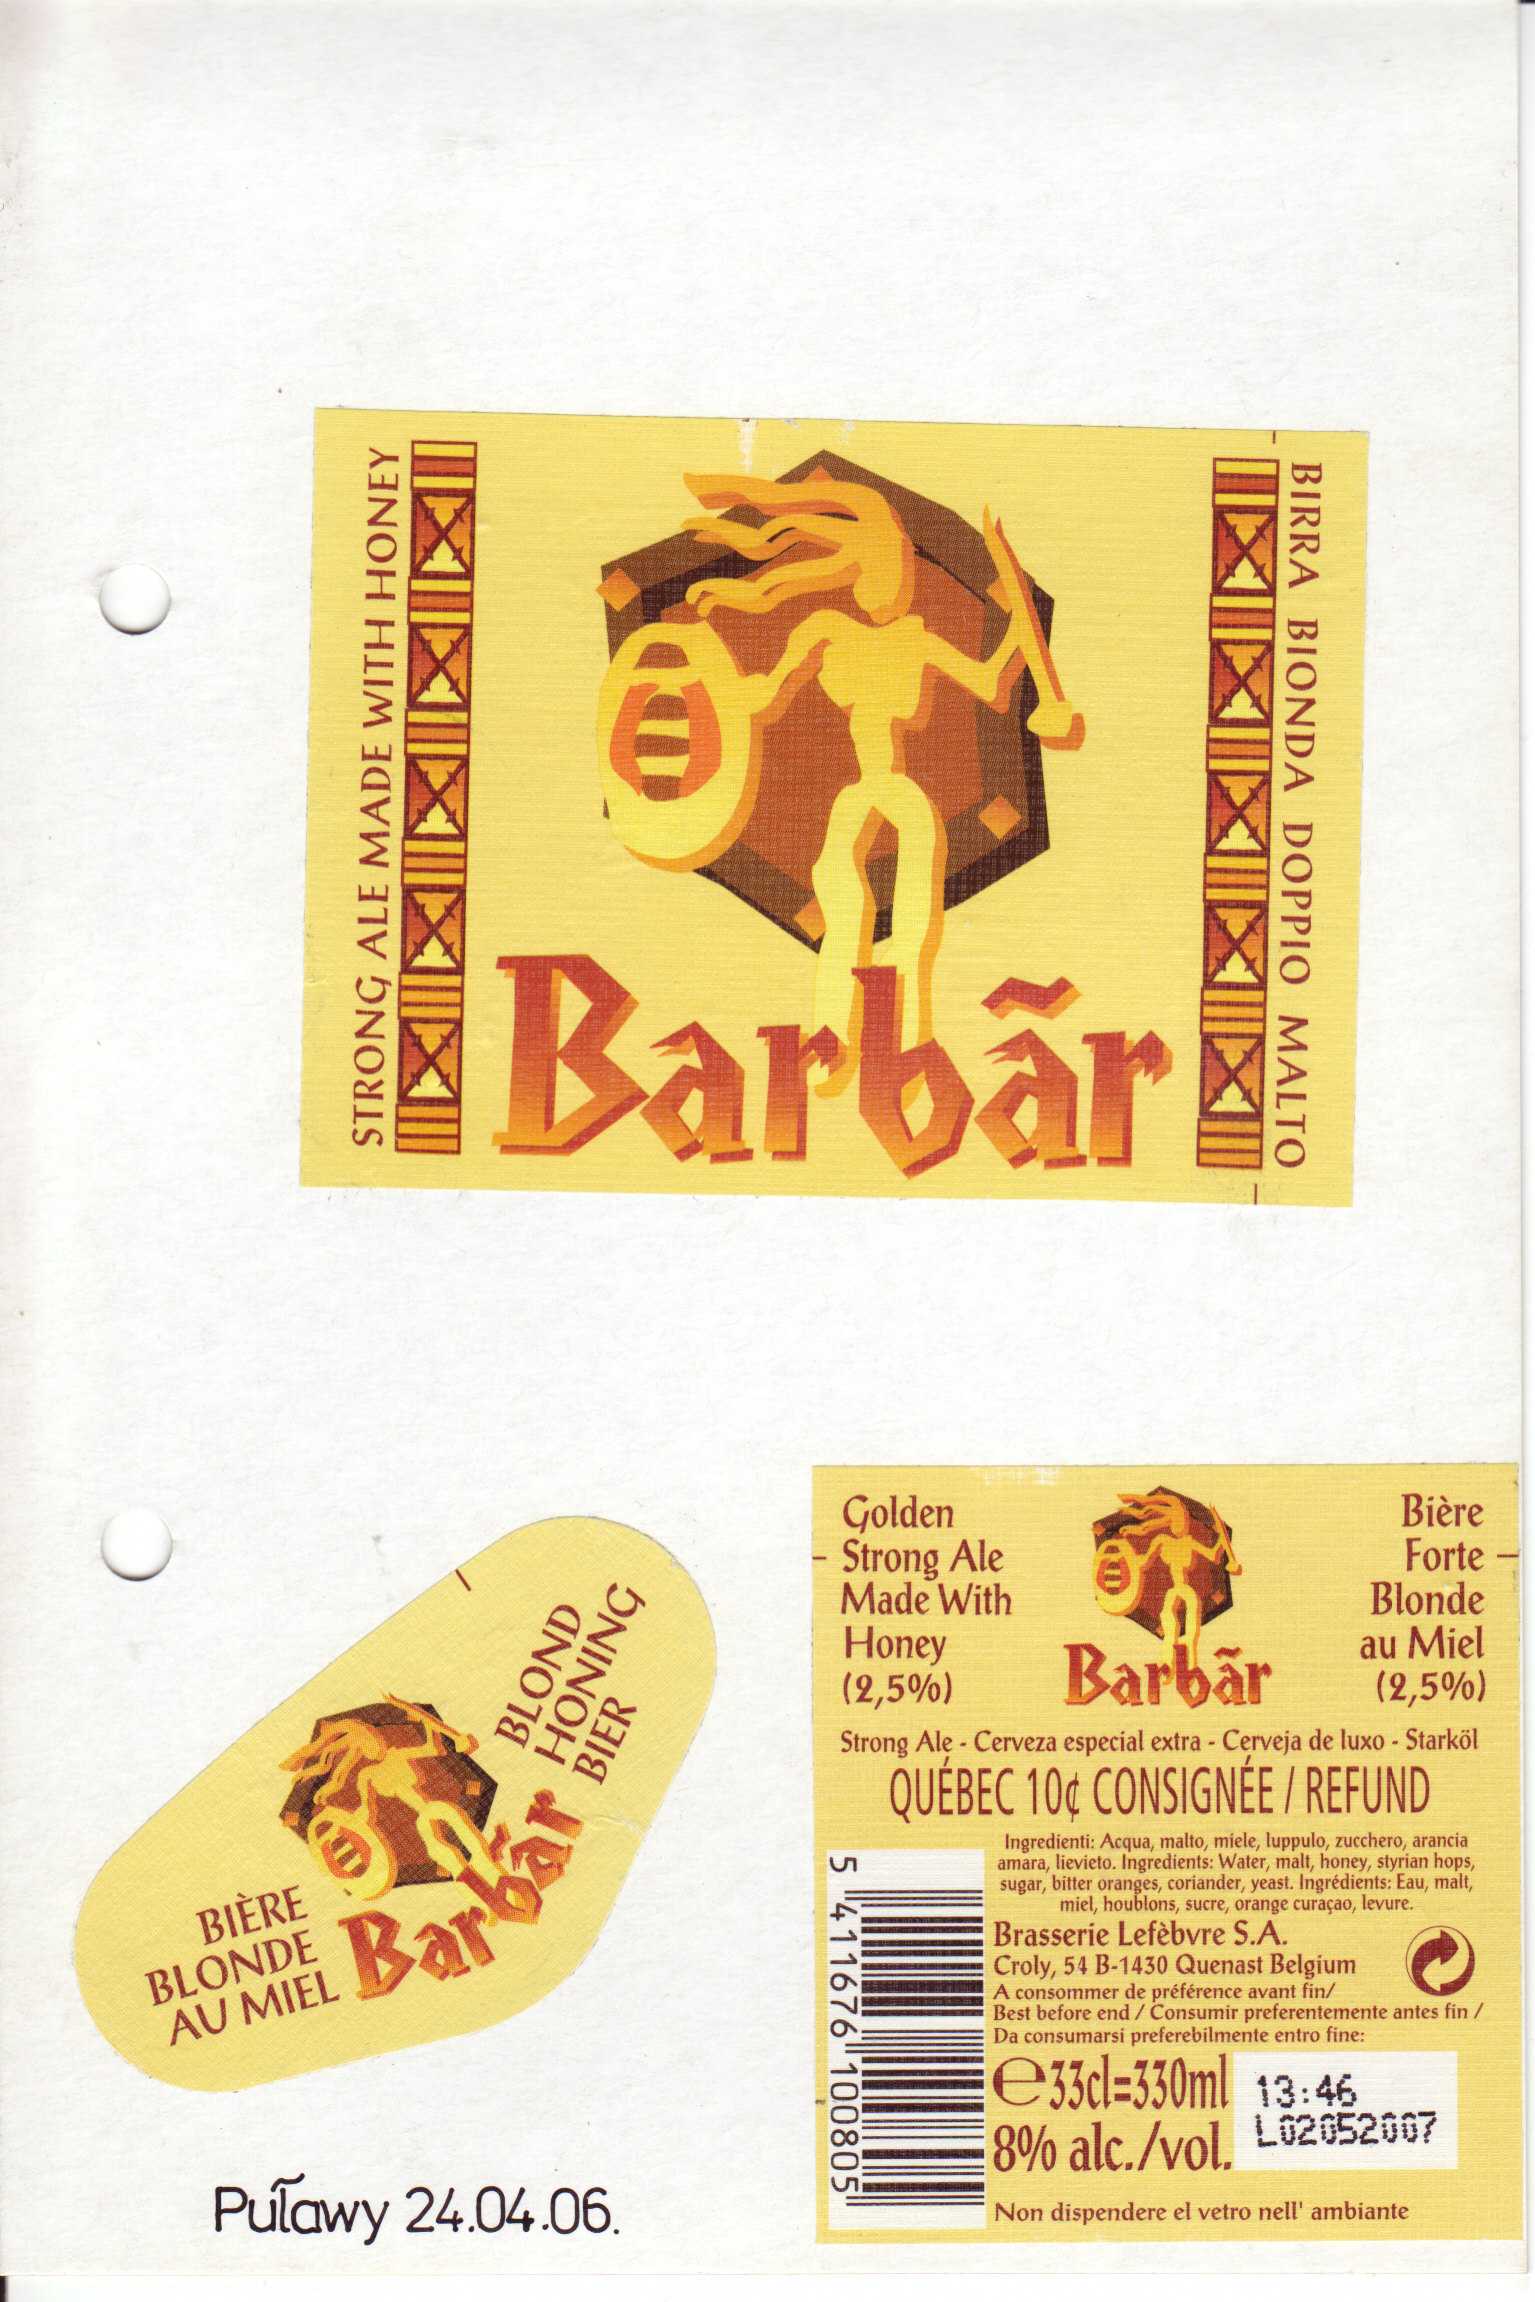 STRONG ALE MADE WITH HONEY
BIRRA BIONDA DOPPIO MALTO
Barbãr
BIÈRE
BLONDE
AU MIEL
Barbãr
BLOND
HONING
BIER
Golden
Strong Ale
Made With
Honey
(2,5%)
Barbãr
Bière
Forte
Blonde
au Miel
(2,5%)
Strong Ale - Cerveza especial extra - Cerveja de luxo - Starköl
QUÉBEC 10¢ CONSIGNÉE / REFUND
Ingredienti: Acqua, malto, miele, luppulo, zucchero, arancia
amara, lievieto. Ingredients: Water, malt, honey, styrian hops,
sugar, bitter oranges, coriander, yeast. Ingrédients: Eau, malt,
miel, houblons, sucre, orange curaçao, levure.
Brasserie Lefèbvre S.A.
Croly, 54 B-1430 Quenast Belgium
A consommer de préférence avant fin/
Best before end / Consumir preferentemente antes fin /
Da consumarsi preferebilmente entro fine:
℮33cl=330ml
8% alc./vol.
13:46
L02052007
Non dispendere el vetro nell' ambiante
5 411676 100805
Puławy 24.04.06.